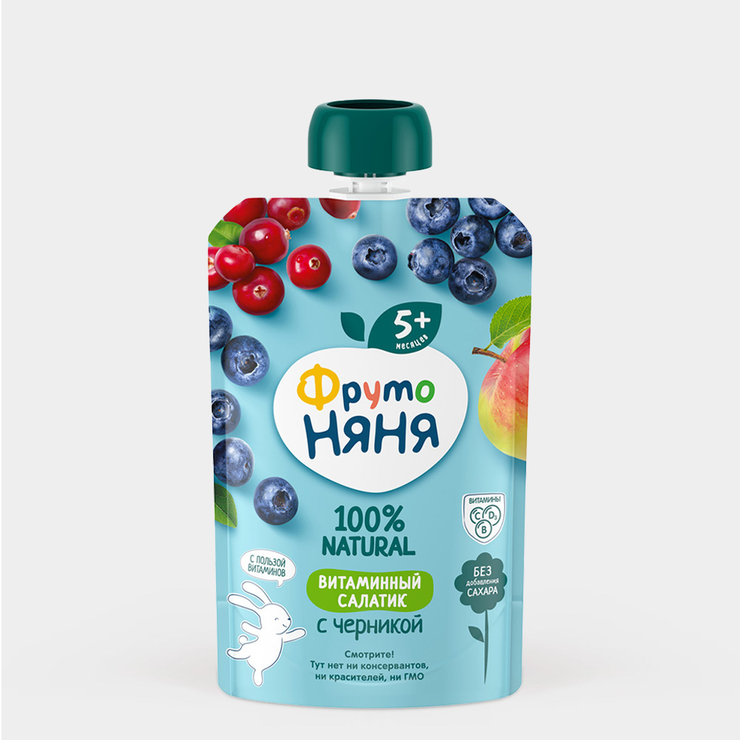 5+
месяцев
Фруто
НЯНЯ
100%
NATURAL
ВИТАМИНЫ
C D₃
B
С ПОЛЬЗОЙ
ВИТАМИНОВ
ВИТАМИННЫЙ
САЛАТИК
с черникой
БЕЗ
добавления
САХАРА
Смотрите!
Тут нет ни консервантов,
ни красителей, ни ГМО